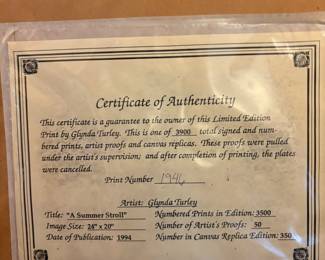 Certificate of Authenticity
This certificate is a guarantee to the owner of this Limited Edition
Print by Glynda Turley. This is one of 3900 total signed and num-
bered prints, artist proofs and canvas replicas. These proofs were pulled
under the artist's supervision; and after completion of printing, the plates
were cancelled.
Print Number 1946
Artist: Glynda Turley
Title: "A Summer Stroll" Numbered Prints in Edition: 3500
Image Size: 24" x 20" Number of Artist's Proofs: 50
Date of Publication: 1994 Number in Canvas Replica Edition: 350